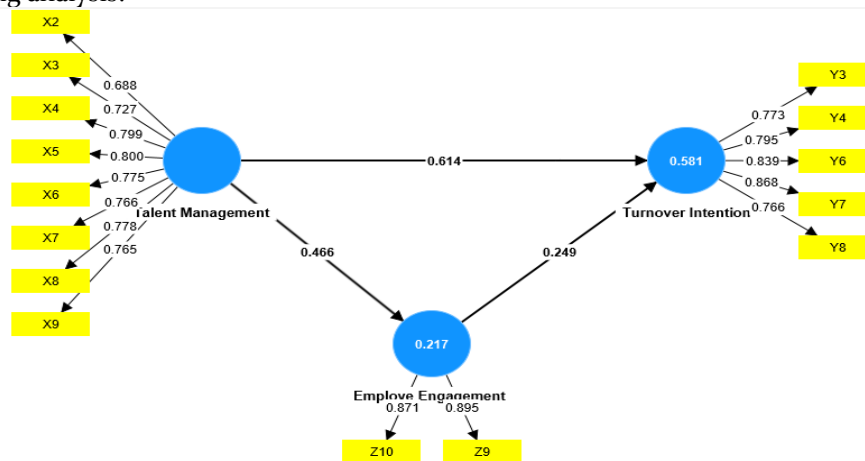 ng analysis.
X2
X3
X4
X5
X6
X7
X8
X9
0.688
0.727
0.799
0.800
0.775
0.766
0.778
0.765
Talent Management
0.614
0.466
0.249
0.581
Turnover Intention
0.773
0.795
0.839
0.868
0.766
Y3
Y4
Y6
Y7
Y8
0.217
Employe Engagement
0.871
0.895
Z10
Z9